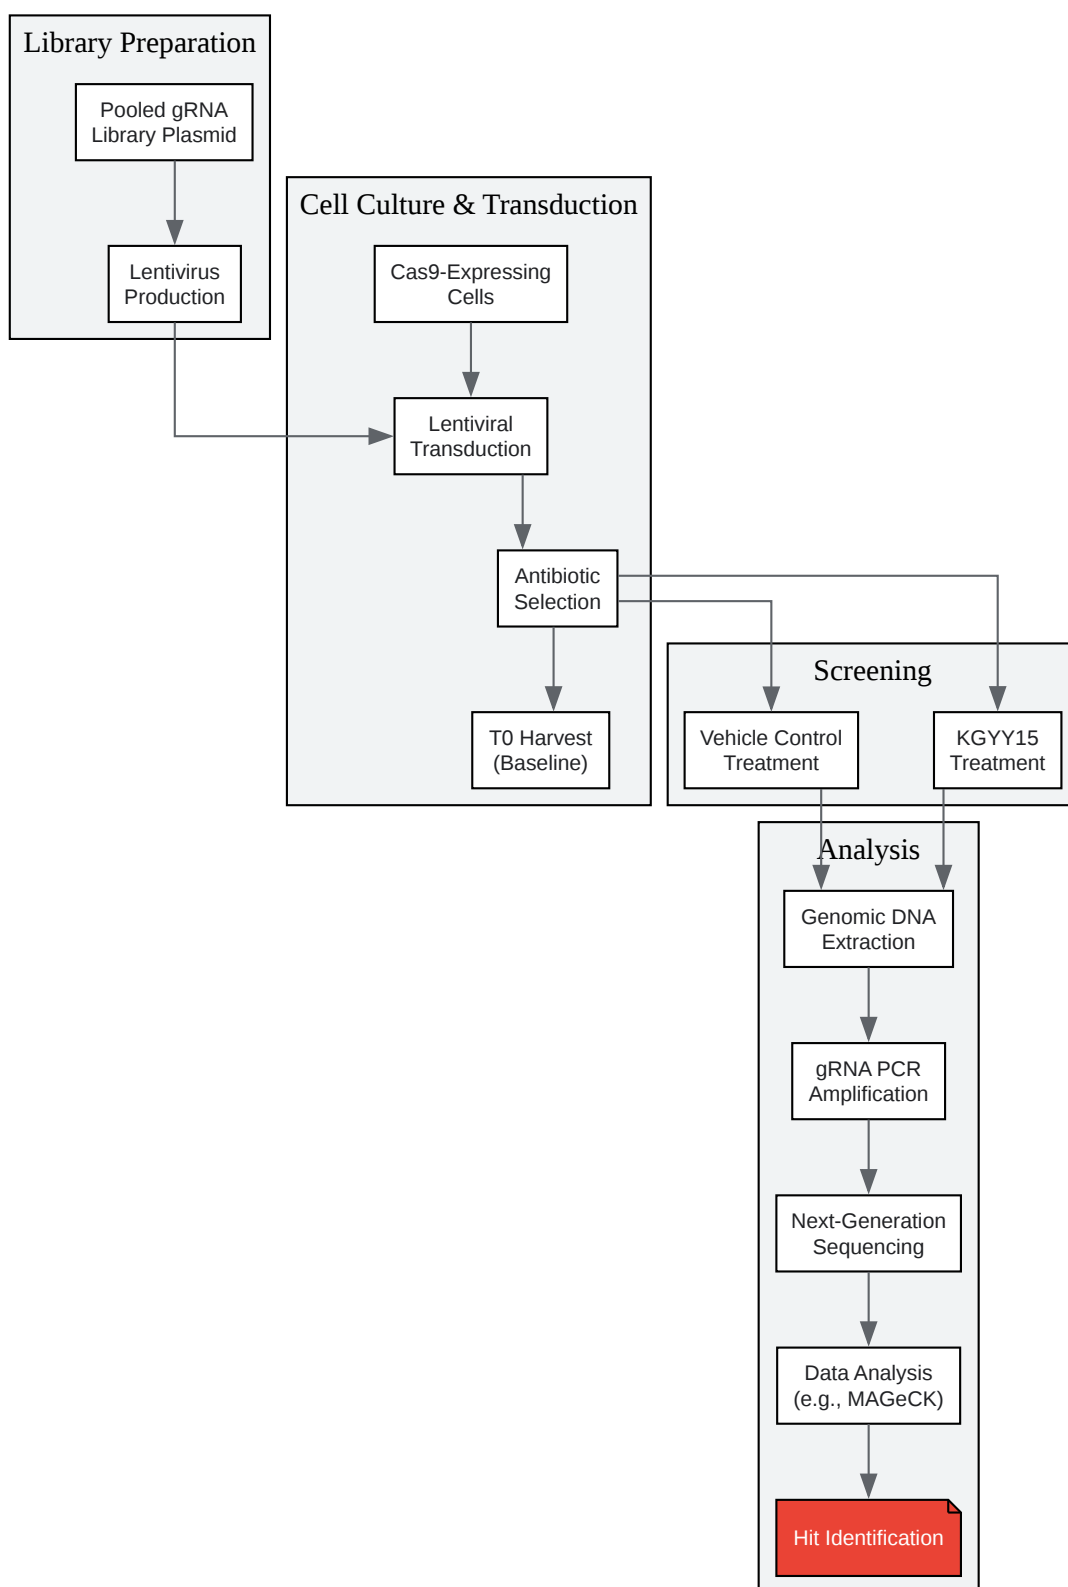 Library Preparation
Pooled gRNA
Library Plasmid
Lentivirus
Production
Cell Culture & Transduction
Cas9-Expressing
Cells
Lentiviral
Transduction
Antibiotic
Selection
T0 Harvest
(Baseline)
Screening
Vehicle Control
Treatment
KGYY15
Treatment
Analysis
Genomic DNA
Extraction
gRNA PCR
Amplification
Next-Generation
Sequencing
Data Analysis
(e.g., MAGeCK)
Hit Identification